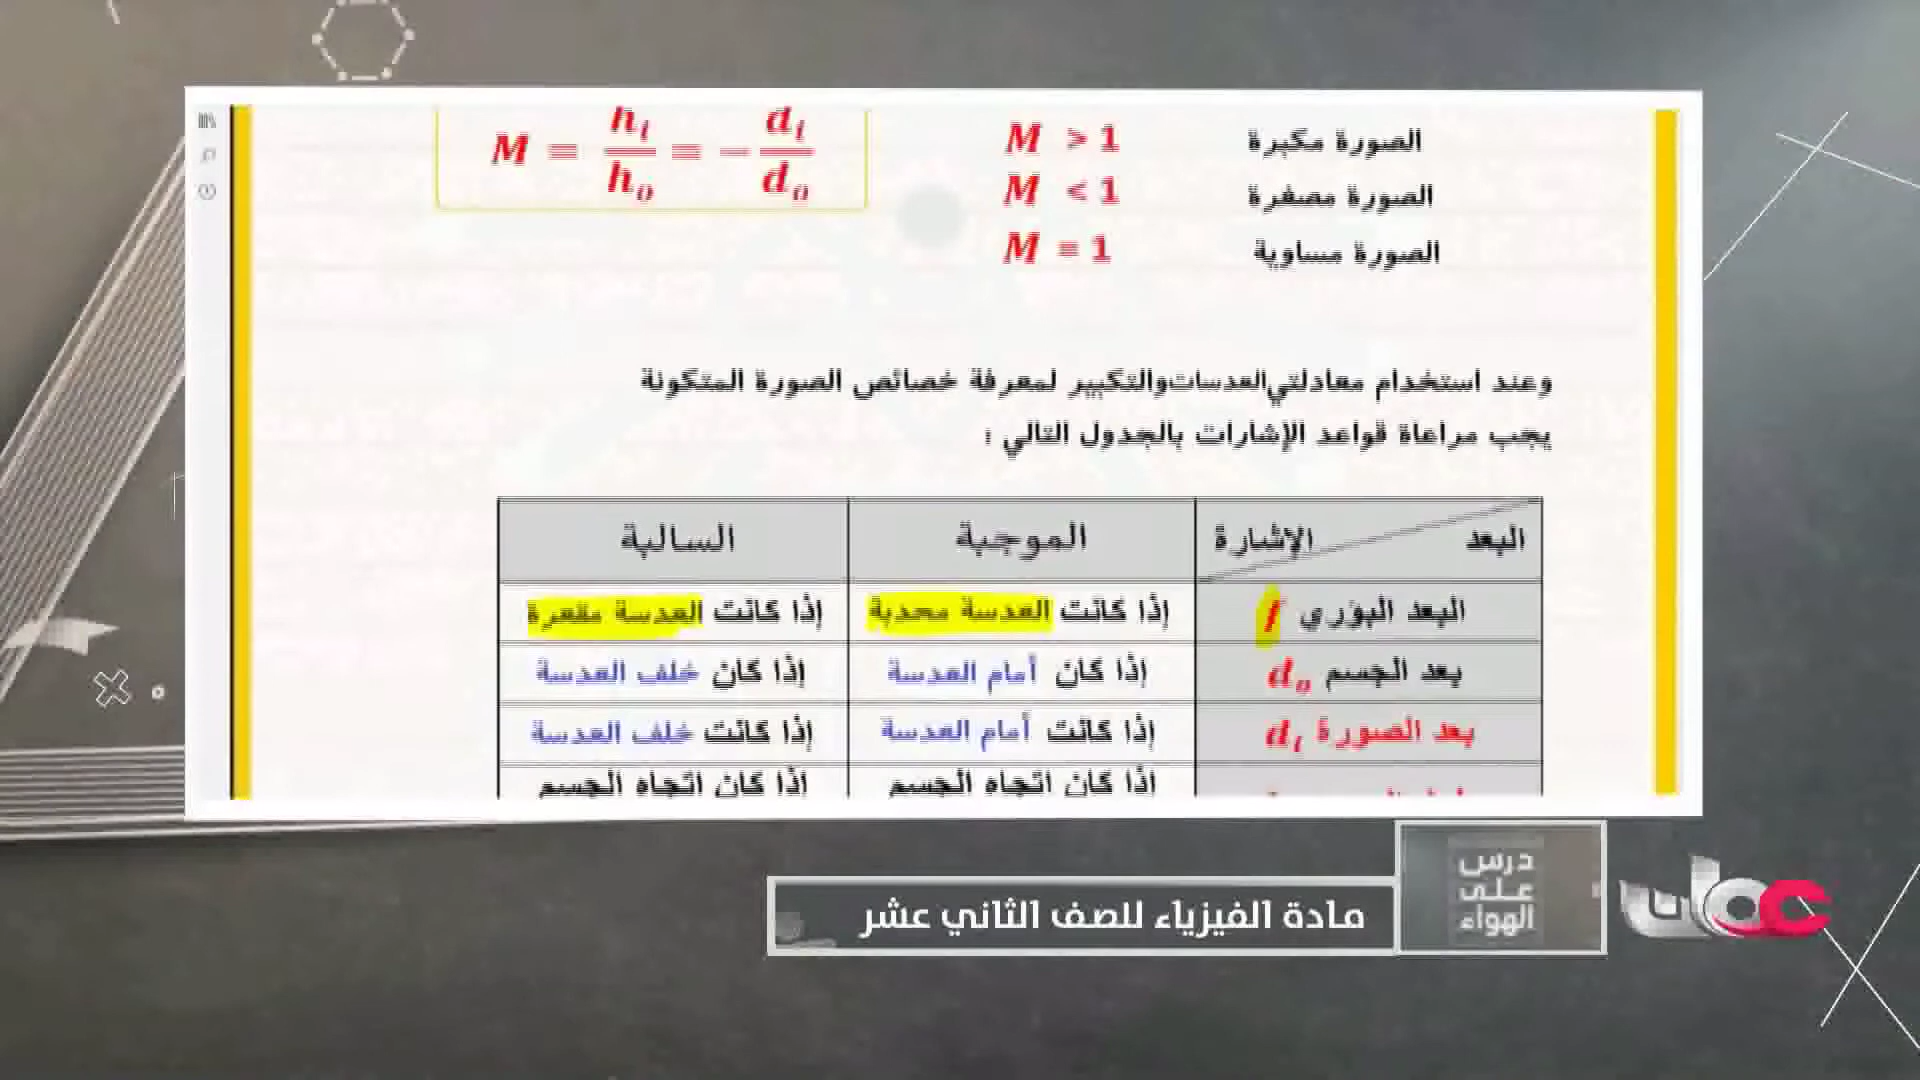 M = hᵢ / hₒ = − dᵢ / dₒ
الصورة مكبرة M > 1
الصورة مصغرة M < 1
الصورة مساوية M = 1
وعند استخدام معادلتي العدسات والتكبير لمعرفة خصائص الصورة المتكونة
يجب مراعاة قواعد الإشارات بالجدول التالي :
البعد الإشارة الموجبة السالبة
البعد البؤري f إذا كانت العدسة محدبة إذا كانت العدسة مقعرة
بعد الجسم dₒ إذا كان أمام العدسة إذا كان خلف العدسة
بعد الصورة dᵢ إذا كانت أمام العدسة إذا كانت خلف العدسة
إذا كان اتجاه الجسم إذا كان اتجاه الجسم
درس
على
الهواء
مادة الفيزياء للصف الثاني عشر